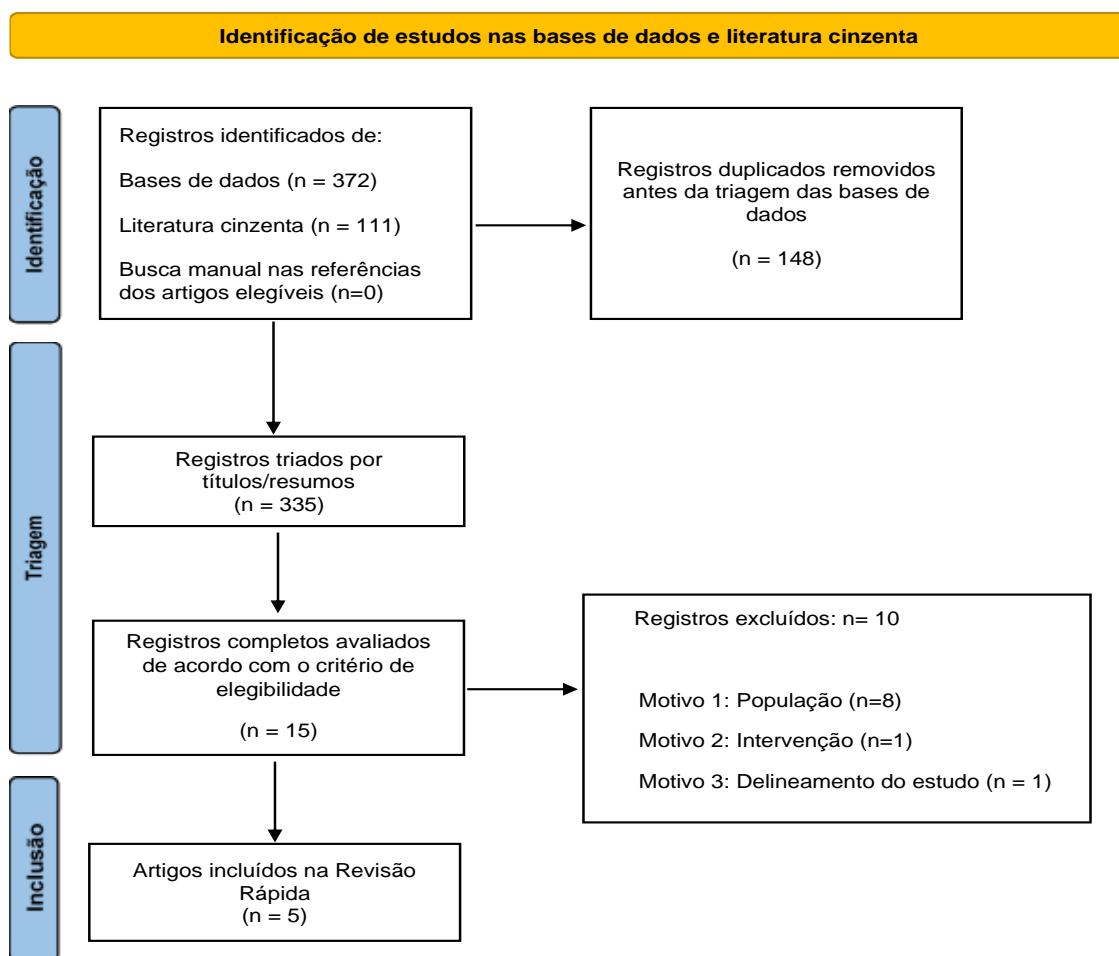 Identificação de estudos nas bases de dados e literatura cinzenta
Identificação
Registros identificados de:
Bases de dados (n = 372)
Literatura cinzenta (n = 111)
Busca manual nas referências
dos artigos elegíveis (n=0)
Registros duplicados removidos
antes da triagem das bases de
dados
(n = 148)
Triagem
Registros triados por
títulos/resumos
(n = 335)
Registros completos avaliados
de acordo com o critério de
elegibilidade
(n = 15)
Registros excluídos: n= 10
Motivo 1: População (n=8)
Motivo 2: Intervenção (n=1)
Motivo 3: Delineamento do estudo (n = 1)
Inclusão
Artigos incluídos na Revisão
Rápida
(n = 5)